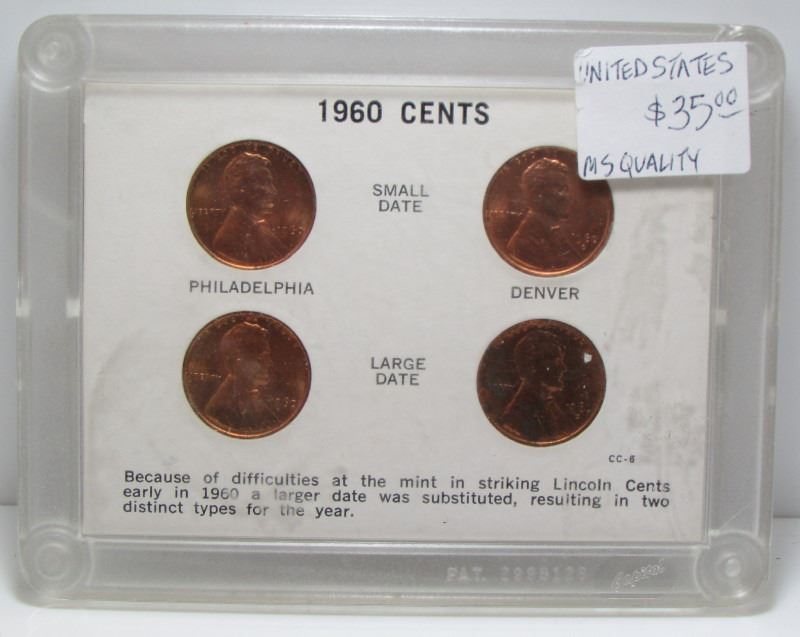 UNITED STATES
$35.00
MS QUALITY
1960 CENTS
SMALL
DATE
PHILADELPHIA
DENVER
LARGE
DATE
CC-6
Because of difficulties at the mint in striking Lincoln Cents
early in 1960 a larger date was substituted, resulting in two
distinct types for the year.
PAT.
Capitol